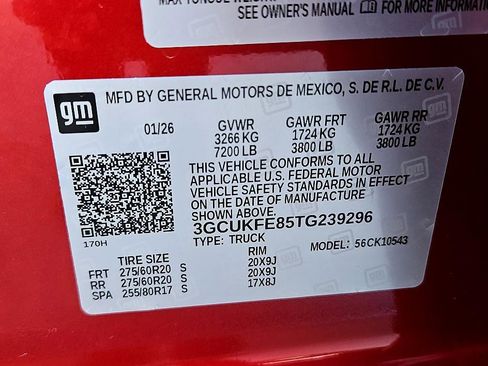 MAX TONGUE WEIGHT
SEE OWNER'S MANUAL FOR MORE INFORMATION
gm
MFD BY GENERAL MOTORS DE MEXICO, S. DE R.L. DE C.V.
01/26 GVWR GAWR FRT GAWR RR
3266 KG 1724 KG 1724 KG
7200 LB 3800 LB 3800 LB
THIS VEHICLE CONFORMS TO ALL
APPLICABLE U.S. FEDERAL MOTOR
VEHICLE SAFETY STANDARDS IN EFFECT
ON THE DATE OF MANUFACTURE
SHOWN ABOVE.
3GCUKFE85TG239296
170H TYPE: TRUCK MODEL: 56CK10543
TIRE SIZE RIM
FRT 275/60R20 S 20X9J
RR 275/60R20 S 20X9J
SPA 255/80R17 S 17X8J